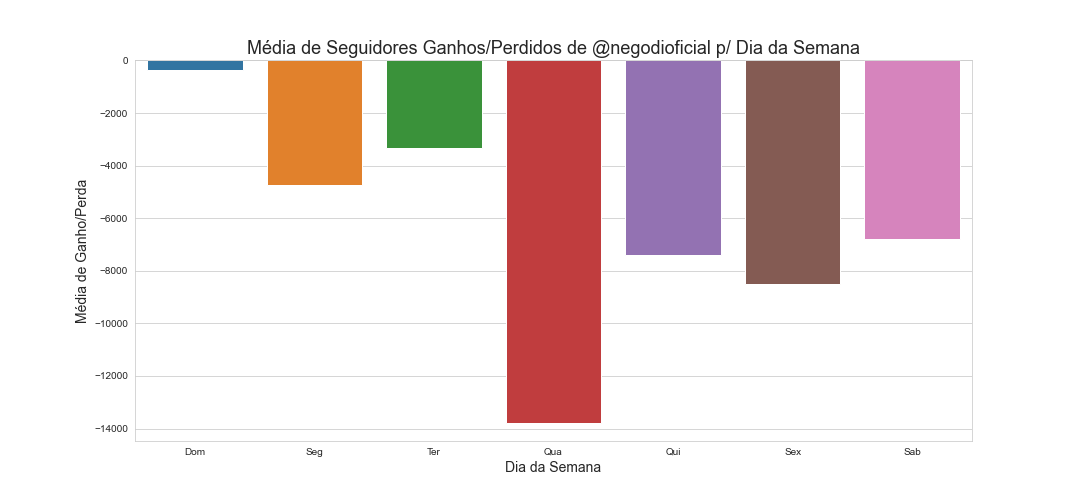 Média de Seguidores Ganhos/Perdidos de @negodioficial p/ Dia da Semana
0
−2000
−4000
−6000
−8000
−10000
−12000
−14000
Média de Ganho/Perda
Dom Seg Ter Qua Qui Sex Sab
Dia da Semana